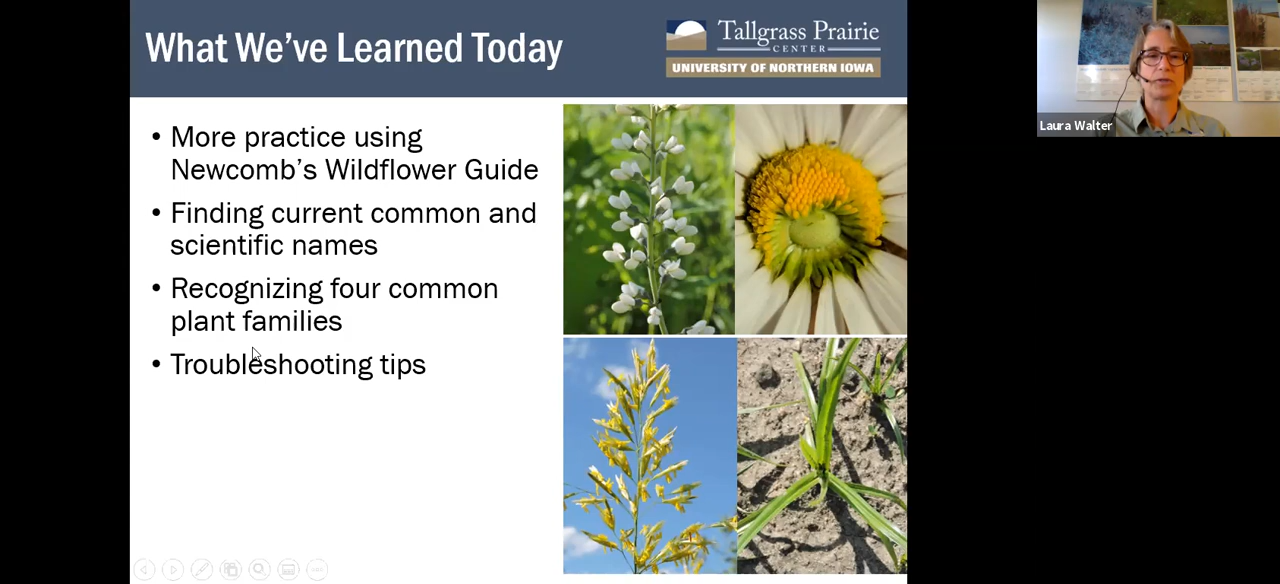 What We’ve Learned Today
Tallgrass Prairie
CENTER
UNIVERSITY OF NORTHERN IOWA
• More practice using
Newcomb’s Wildflower Guide
• Finding current common and
scientific names
• Recognizing four common
plant families
• Troubleshooting tips
Laura Walter